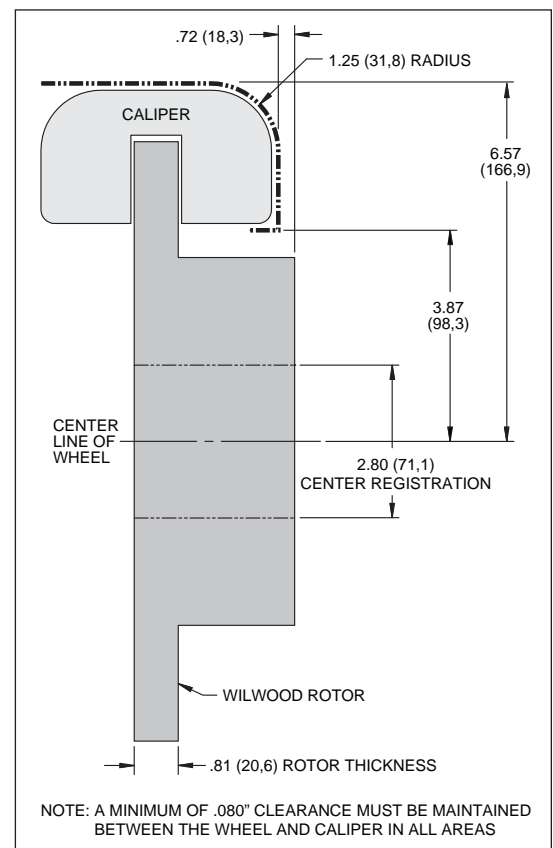 .72 (18,3)
1.25 (31,8) RADIUS
CALIPER
6.57
(166,9)
3.87
(98,3)
CENTER
LINE OF
WHEEL
2.80 (71,1)
CENTER REGISTRATION
WILWOOD ROTOR
.81 (20,6) ROTOR THICKNESS
NOTE: A MINIMUM OF .080" CLEARANCE MUST BE MAINTAINED
BETWEEN THE WHEEL AND CALIPER IN ALL AREAS